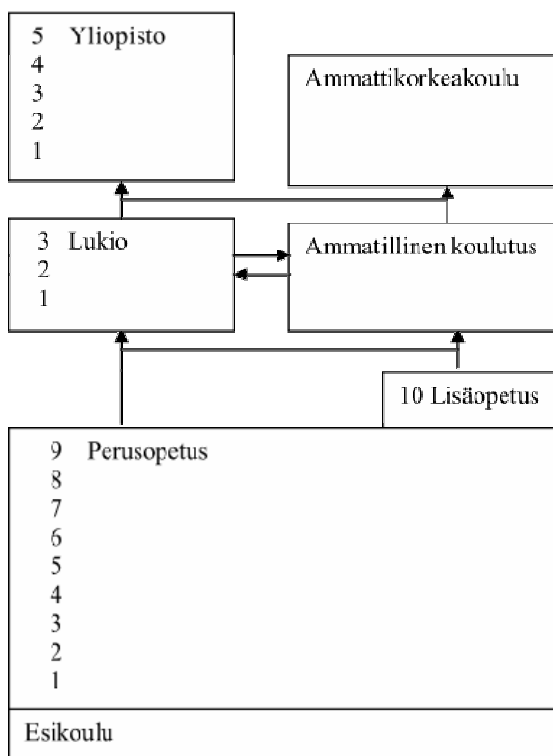 5 Yliopisto
4
3
2
1
Ammattikorkeakoulu
3 Lukio
2
1
Ammatillinen koulutus
10 Lisäopetus
9 Perusopetus
8
7
6
5
4
3
2
1
Esikoulu